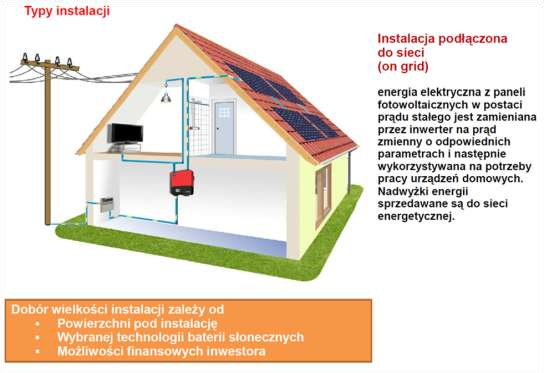 Typy instalacji
Instalacja podłączona
do sieci
(on grid)
energia elektryczna z paneli
fotowoltaicznych w postaci
prądu stałego jest zamieniana
przez inwerter na prąd
zmienny o odpowiednich
parametrach i następnie
wykorzystywana na potrzeby
pracy urządzeń domowych.
Nadwyżki energii
sprzedawane są do sieci
energetycznej.
Dobór wielkości instalacji zależy od
▪ Powierzchni pod instalację
▪ Wybranej technologii baterii słonecznych
▪ Możliwości finansowych inwestora